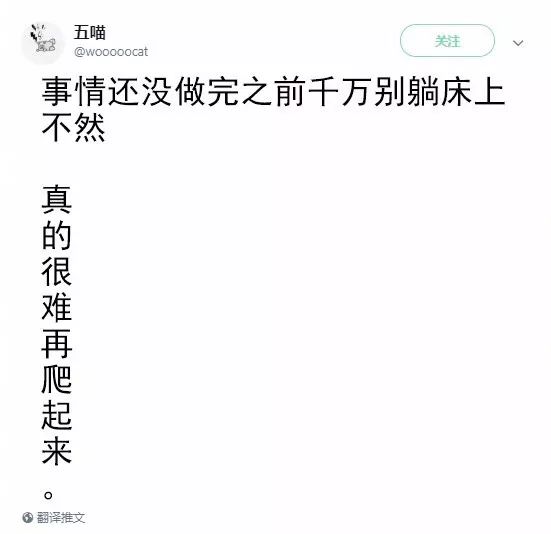 五喵
@wooooocat
关注
事情还没做完之前千万别躺床上
不然
真
的
很
难
再
爬
起
来
。
翻译推文